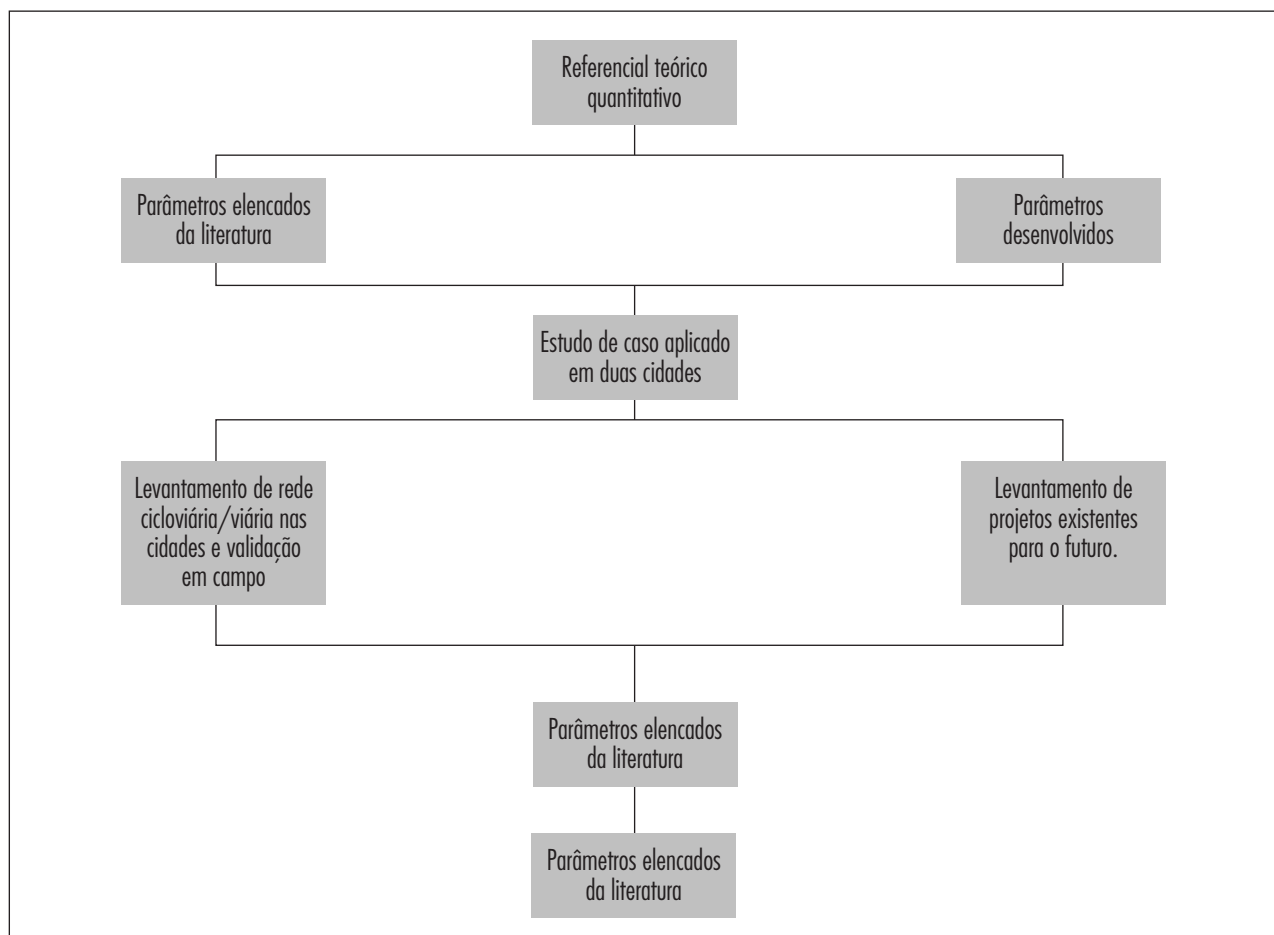 Referencial teórico
quantitativo
Parâmetros elencados
da literatura
Parâmetros
desenvolvidos
Estudo de caso aplicado
em duas cidades
Levantamento de rede
cicloviária/viária nas
cidades e validação
em campo
Levantamento de
projetos existentes
para o futuro.
Parâmetros elencados
da literatura
Parâmetros elencados
da literatura